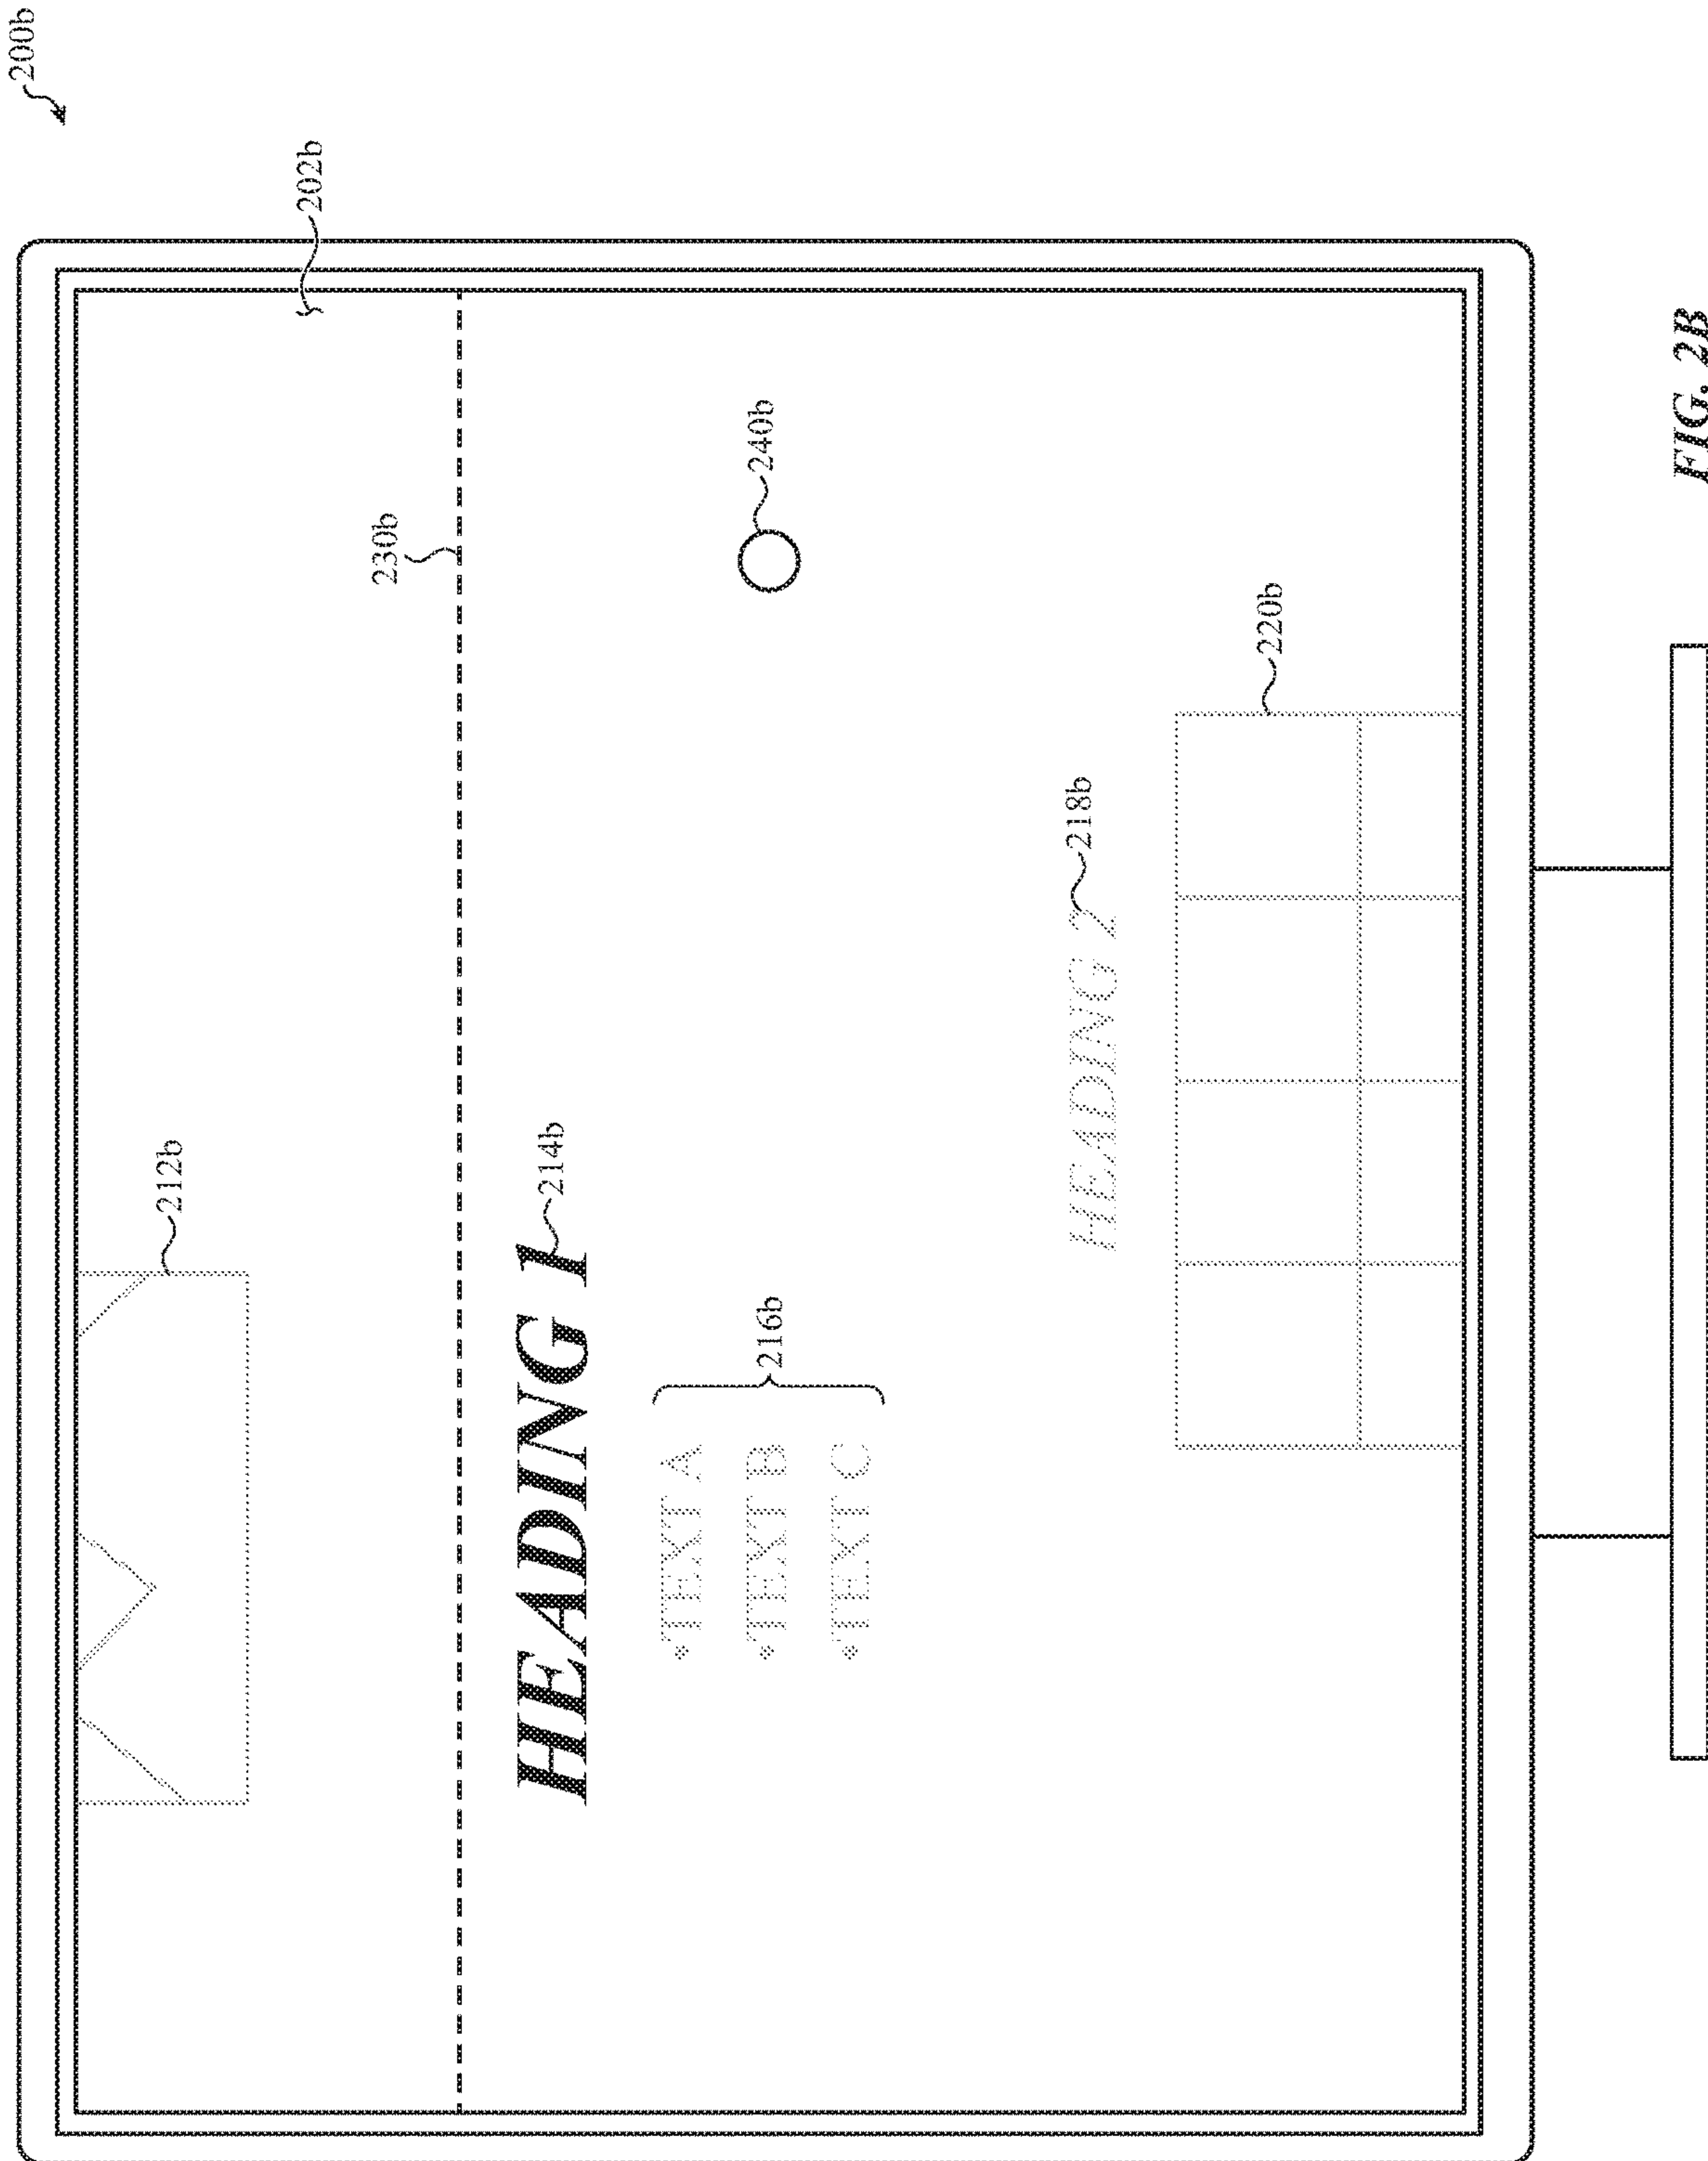 200b
202b
212b
230b
HEADING 1
214b
•TEXT A
•TEXT B
•TEXT C
216b
240b
HEADING 2
218b
220b
FIG. 2B